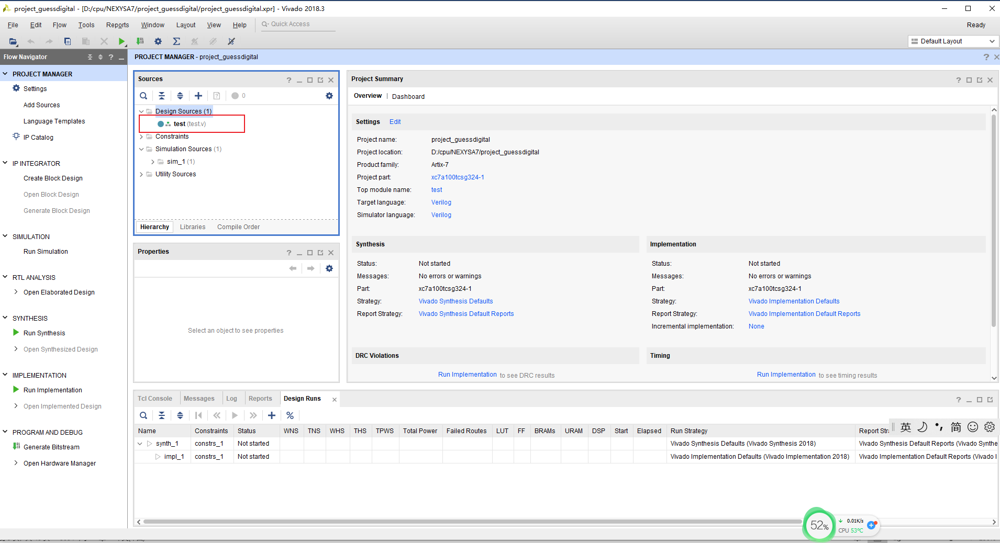 project_guessdigital - [D:/cpu/NEXYSA7/project_guessdigital/project_guessdigital.xpr] - Vivado 2018.3
File Edit Flow Tools Reports Window Layout View Help Quick Access Ready
Default Layout
Flow Navigator
PROJECT MANAGER - project_guessdigital
PROJECT MANAGER
Settings
Add Sources
Language Templates
IP Catalog
IP INTEGRATOR
Create Block Design
Open Block Design
Generate Block Design
SIMULATION
Run Simulation
RTL ANALYSIS
Open Elaborated Design
SYNTHESIS
Run Synthesis
Open Synthesized Design
IMPLEMENTATION
Run Implementation
Open Implemented Design
PROGRAM AND DEBUG
Generate Bitstream
Open Hardware Manager
Sources
0
Design Sources (1)
test (test.v)
Constraints
Simulation Sources (1)
sim_1 (1)
Utility Sources
Hierarchy Libraries Compile Order
Properties
Select an object to see properties
Project Summary
Overview | Dashboard
Settings Edit
Project name: project_guessdigital
Project location: D:/cpu/NEXYSA7/project_guessdigital
Product family: Artix-7
Project part: xc7a100tcsg324-1
Top module name: test
Target language: Verilog
Simulator language: Verilog
Synthesis
Status: Not started
Messages: No errors or warnings
Part: xc7a100tcsg324-1
Strategy: Vivado Synthesis Defaults
Report Strategy: Vivado Synthesis Default Reports
Implementation
Status: Not started
Messages: No errors or warnings
Part: xc7a100tcsg324-1
Strategy: Vivado Implementation Defaults
Report Strategy: Vivado Implementation Default Reports
Incremental implementation: None
DRC Violations
Run Implementation to see DRC results
Timing
Run Implementation to see timing results
Tcl Console Messages Log Reports Design Runs
Name Constraints Status WNS TNS WHS THS TPWS Total Power Failed Routes LUT FF BRAMs URAM DSP Start Elapsed Run Strategy Report Stra
synth_1 constrs_1 Not started Vivado Synthesis Defaults (Vivado Synthesis 2018) Vivado Synthesis Default Reports (Vivado Synthe
impl_1 constrs_1 Not started Vivado Implementation Defaults (Vivado Implementation 2018) Vivado Implementation Default Reports (Vivado I
英 简
52% 0.01K/s
CPU 53°C